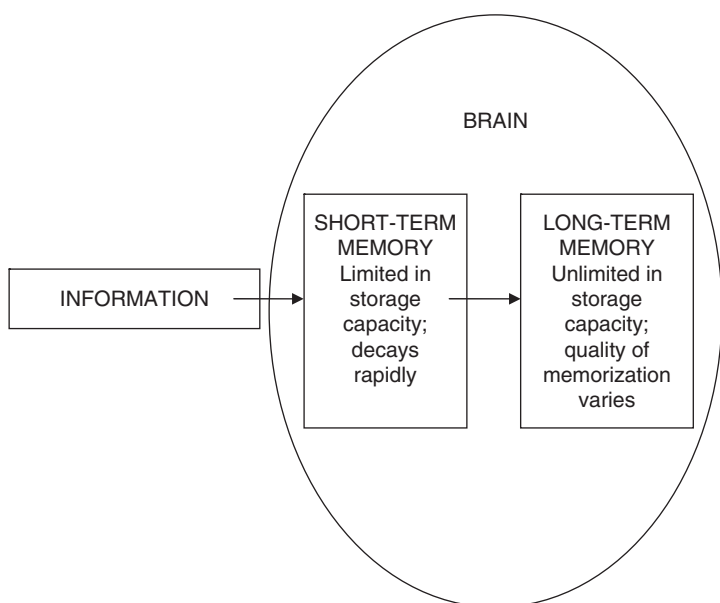 BRAIN
INFORMATION
SHORT-TERM
MEMORY
Limited in
storage
capacity;
decays
rapidly
LONG-TERM
MEMORY
Unlimited in
storage
capacity;
quality of
memorization
varies